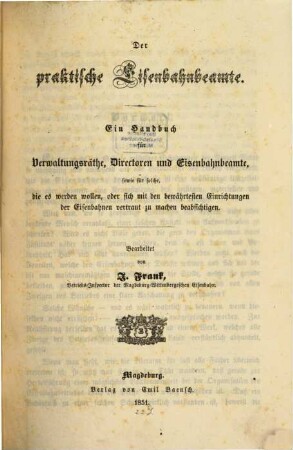 Der
praktische Eisenbahnbeamte.
Ein Handbuch
für
Verwaltungsräthe, Directoren und Eisenbahnbeamte,
sowie für solche,
die es werden wollen, oder sich mit den bewährtesten Einrichtungen
der Eisenbahnen vertraut zu machen beabsichtigen.
Bearbeitet
von
J. Frank,
Betriebs-Inspector der Magdeburg-Wittenbergeschen Eisenbahn.
Magdeburg.
Verlag von Emil Baensch.
1851.